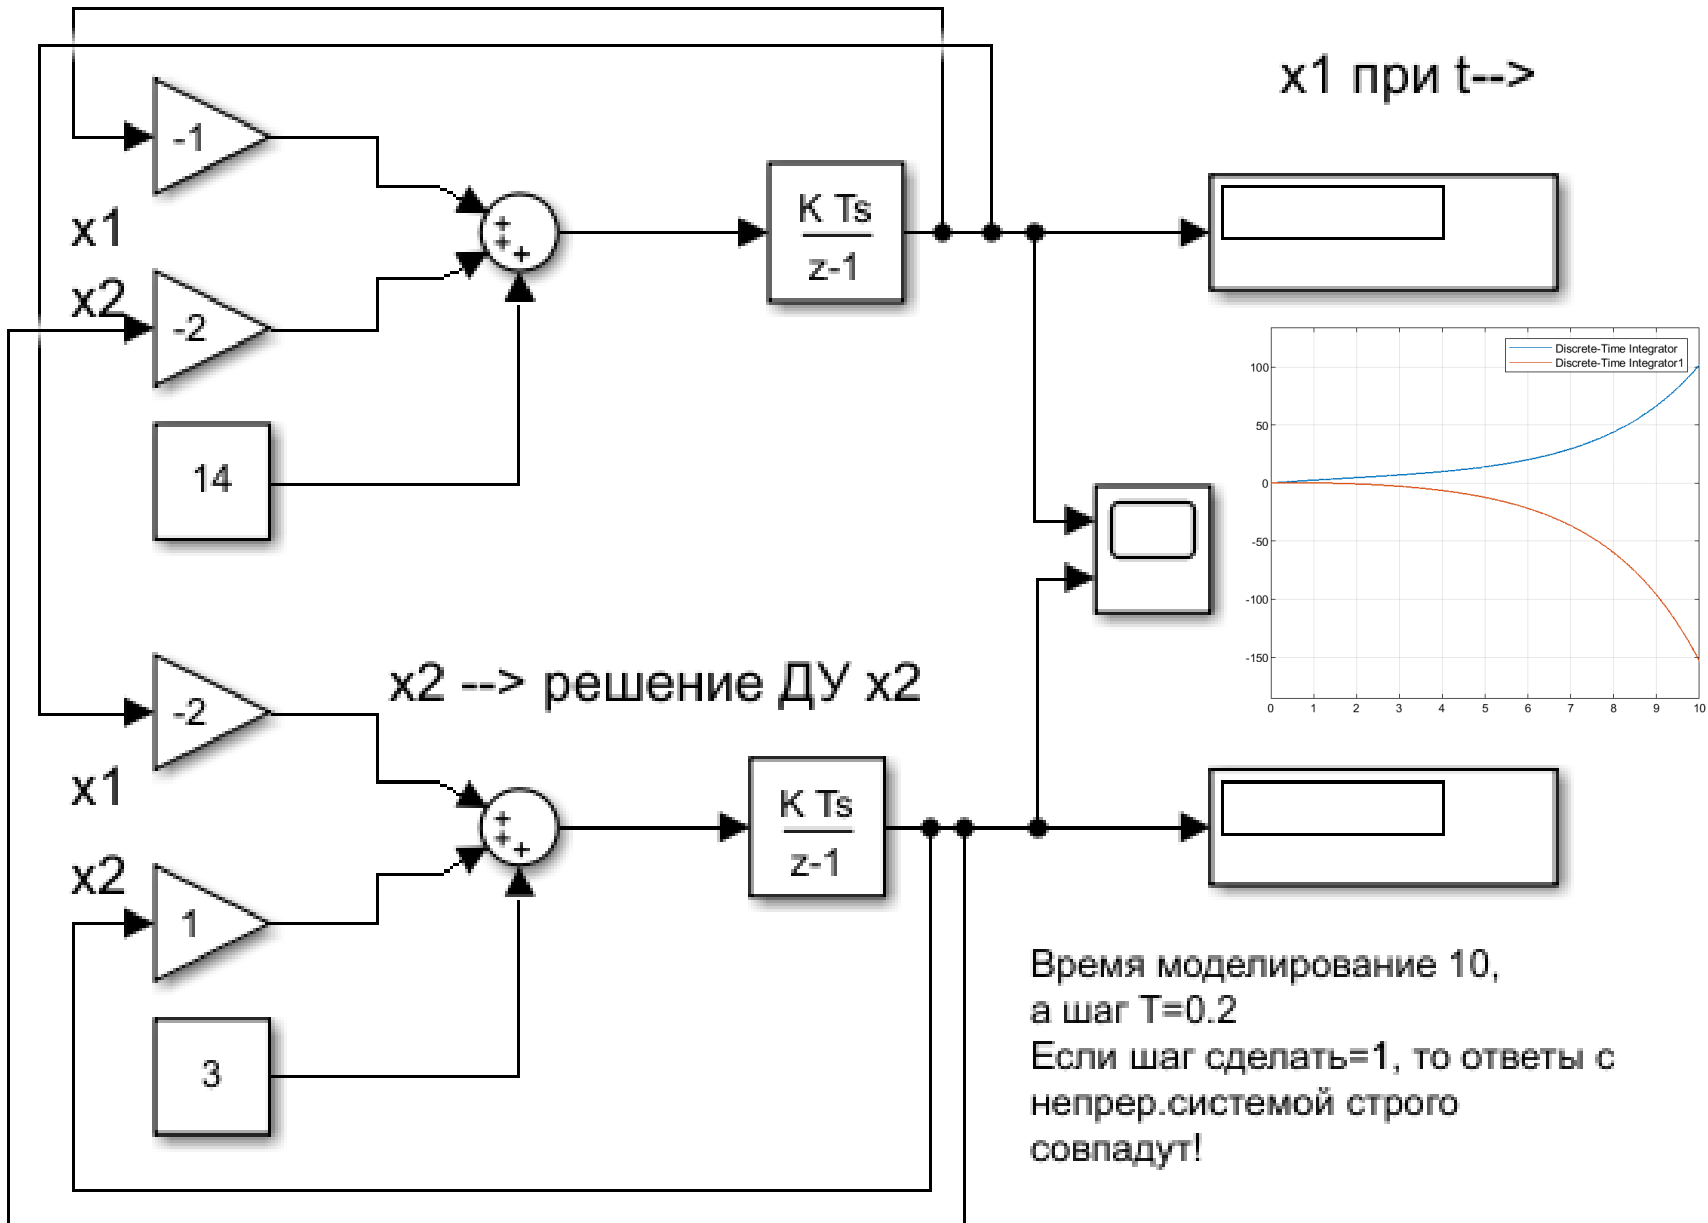 x1 при t-->
-1
x1
K Ts
z-1
x2
-2
14
Discrete-Time Integrator
Discrete-Time Integrator1
100
50
0
-50
-100
-150
0 1 2 3 4 5 6 7 8 9 10
x2 --> решение ДУ x2
-2
x1
K Ts
z-1
x2
1
3
Время моделирование 10,
а шаг T=0.2
Если шаг сделать=1, то ответы с
непрер.системой строго
совпадут!